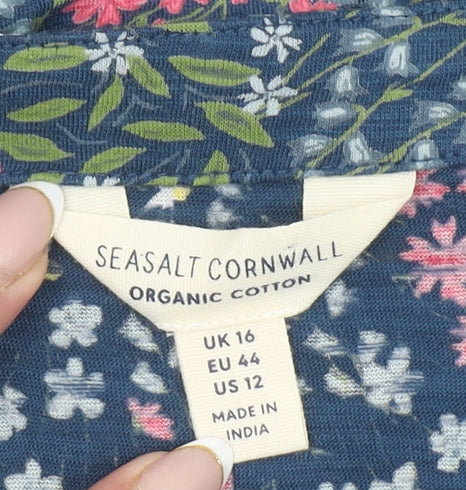 SEASALT CORNWALL
ORGANIC COTTON
UK 16
EU 44
US 12
MADE IN
INDIA